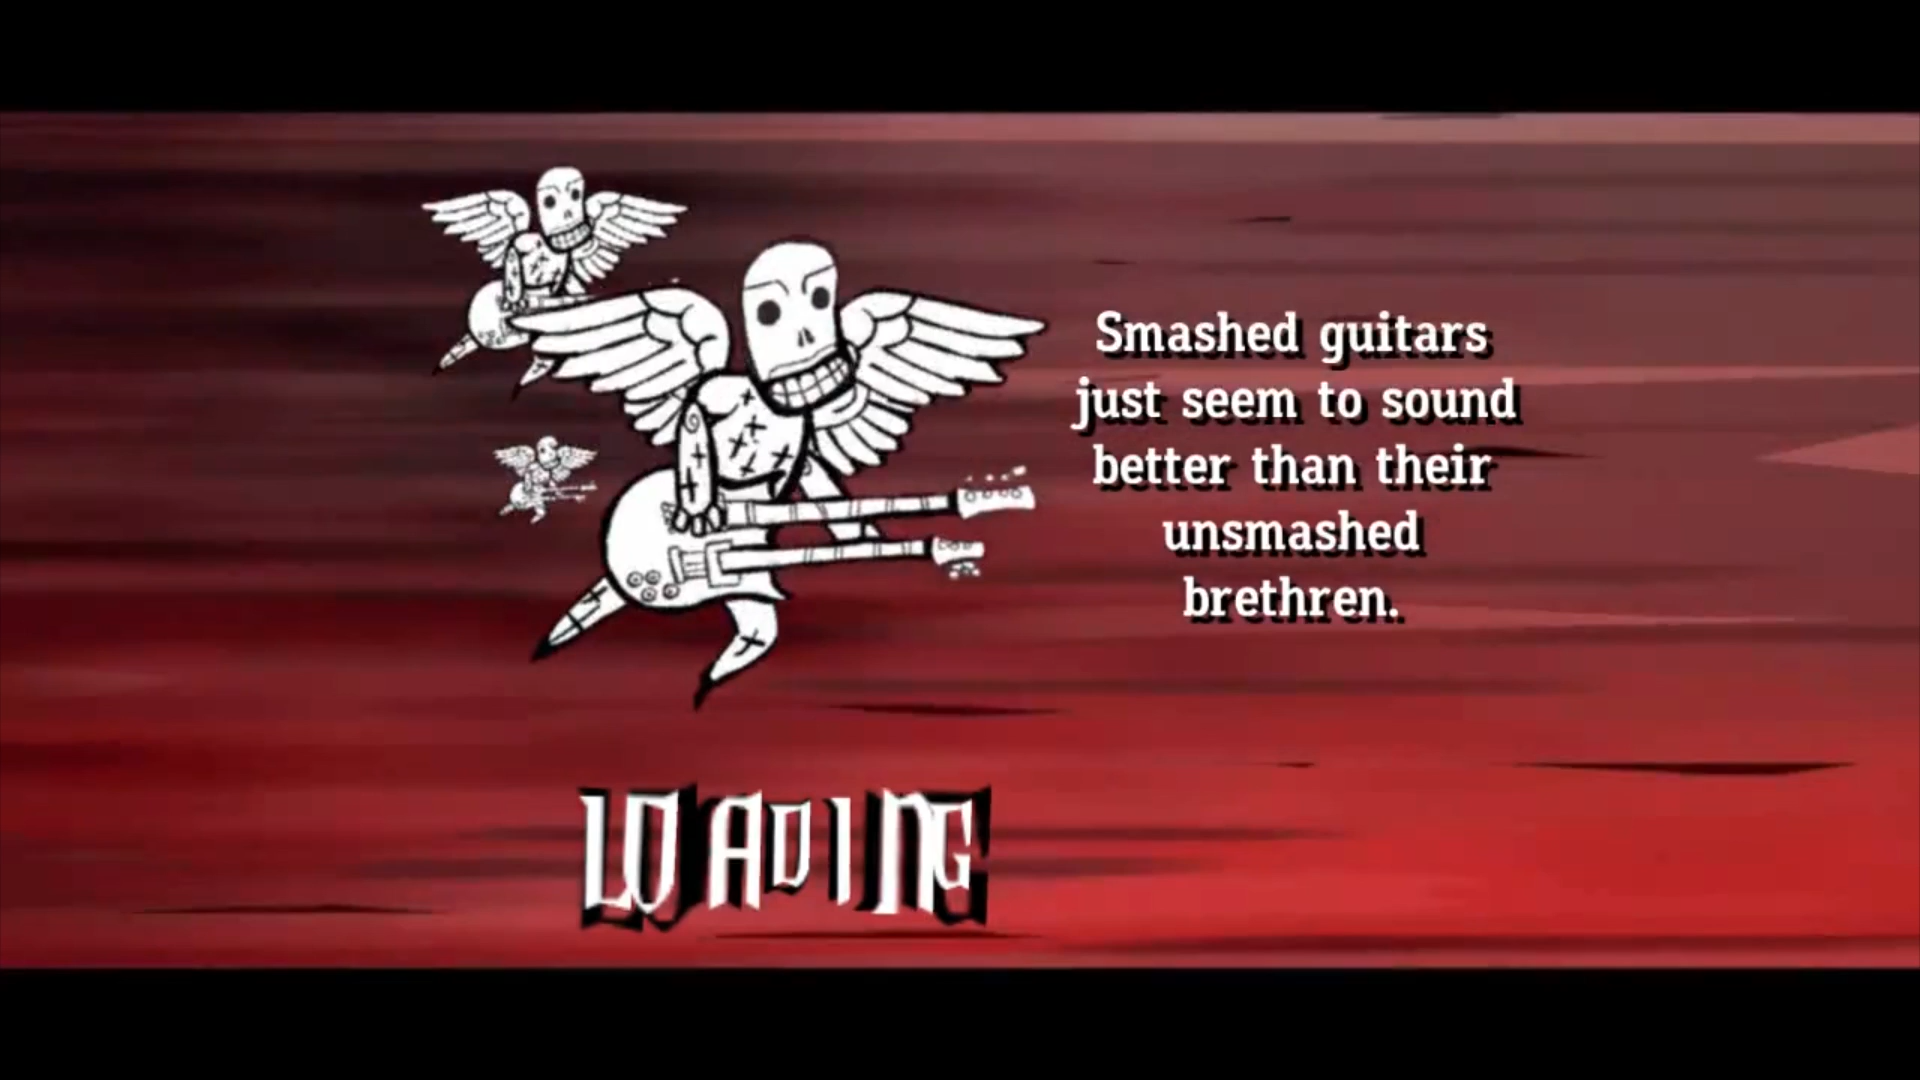 Smashed guitars
just seem to sound
better than their
unsmashed
brethren.
LOADING